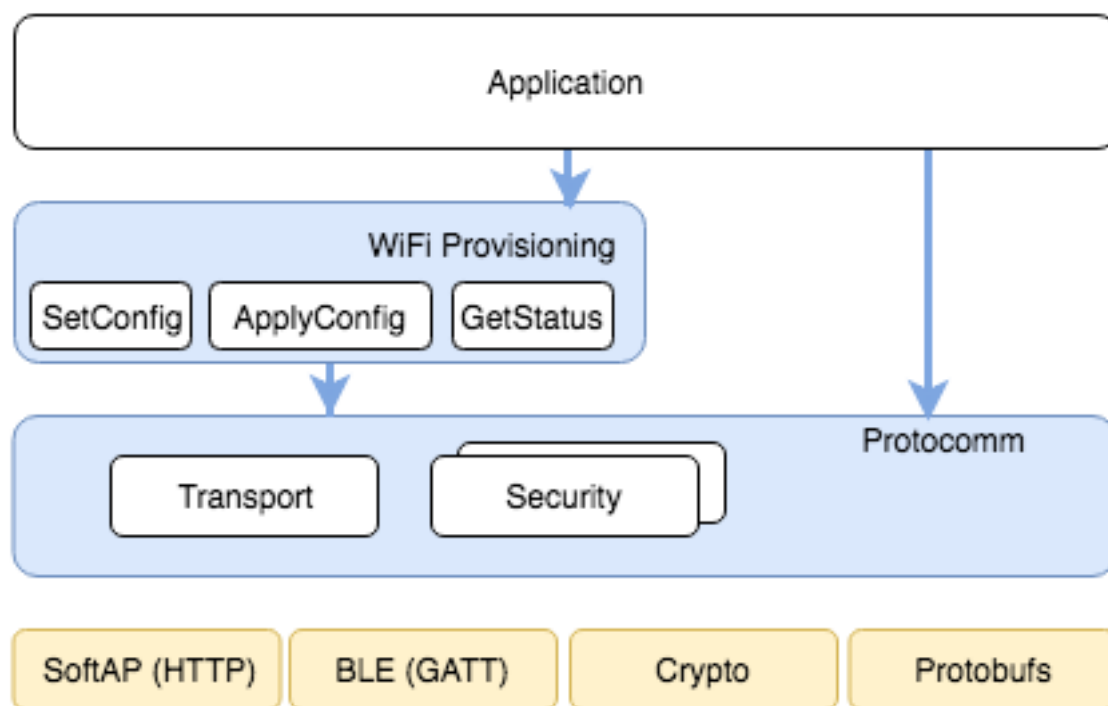 Application
WiFi Provisioning
SetConfig
ApplyConfig
GetStatus
Protocomm
Transport
Security
SoftAP (HTTP)
BLE (GATT)
Crypto
Protobufs